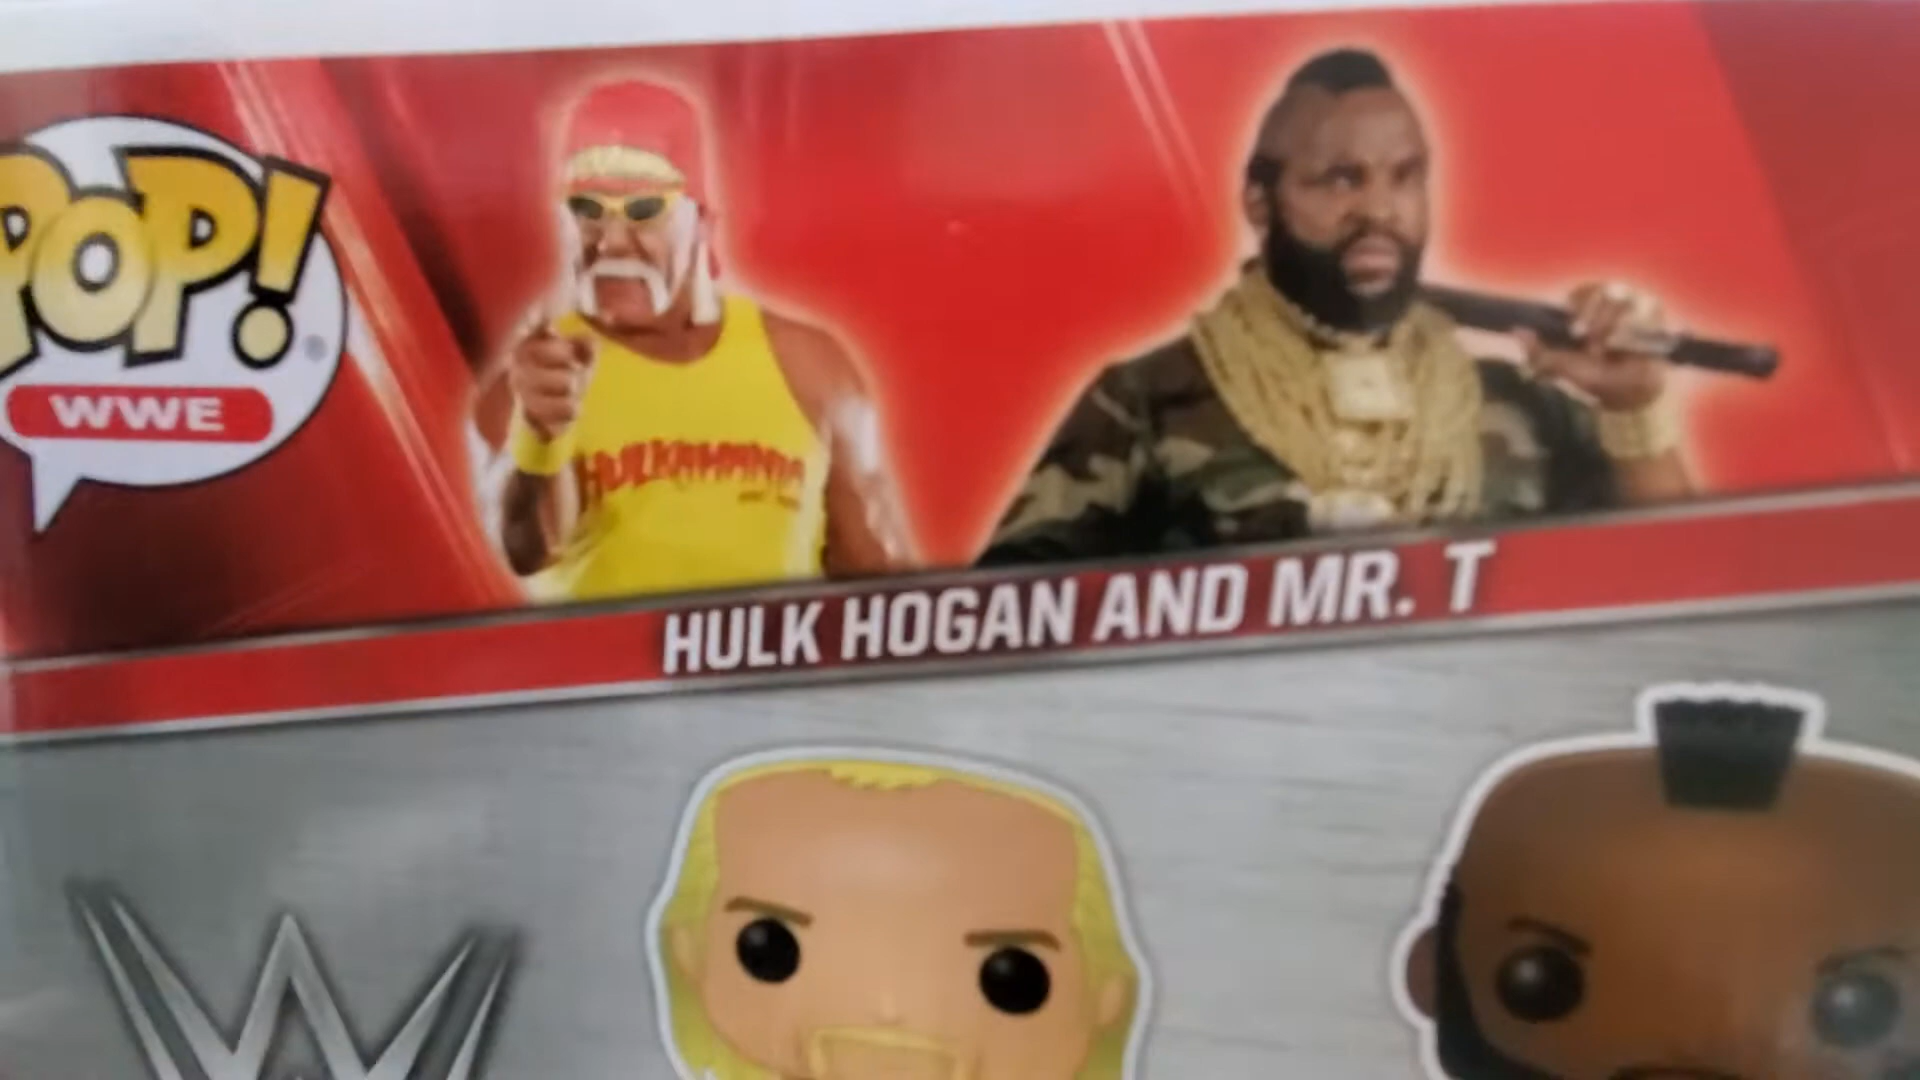 POP!
WWE
HULKAMANIA
HULK HOGAN AND MR. T
W